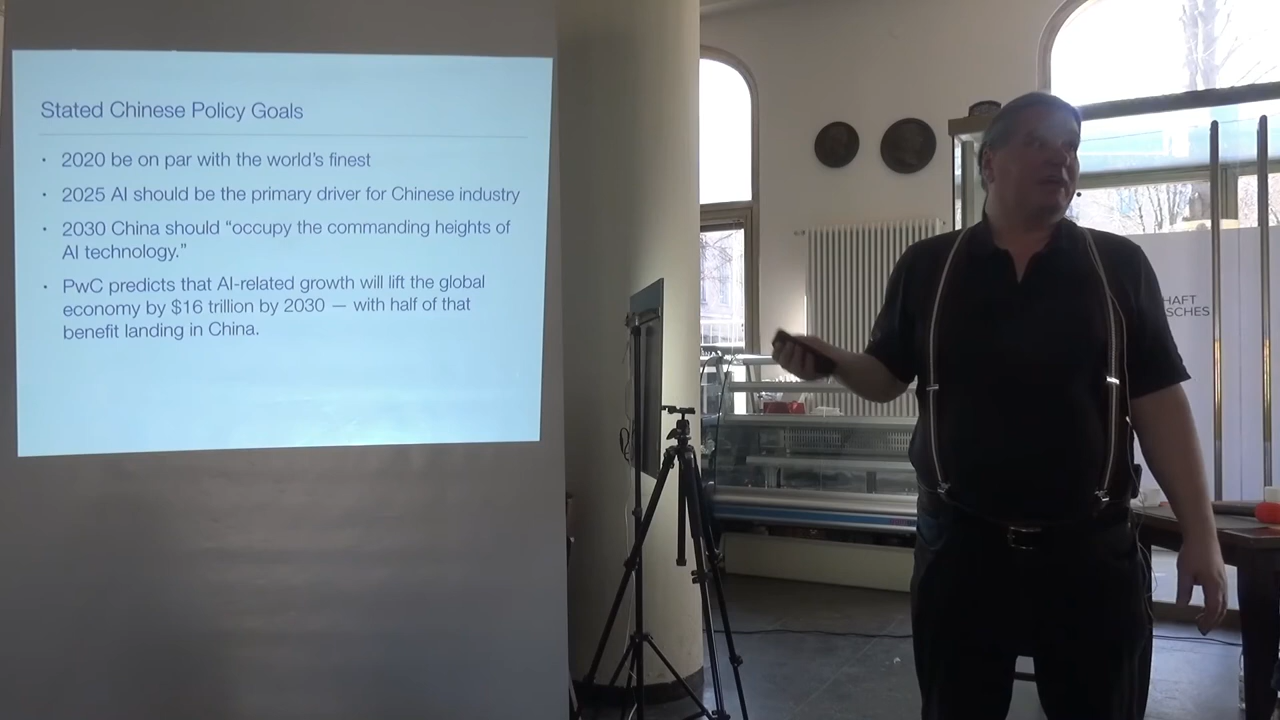 Stated Chinese Policy Goals
• 2020 be on par with the world's finest
• 2025 AI should be the primary driver for Chinese industry
• 2030 China should “occupy the commanding heights of
AI technology.”
• PwC predicts that AI-related growth will lift the global
economy by $16 trillion by 2030 — with half of that
benefit landing in China.
HAFT
SCHES